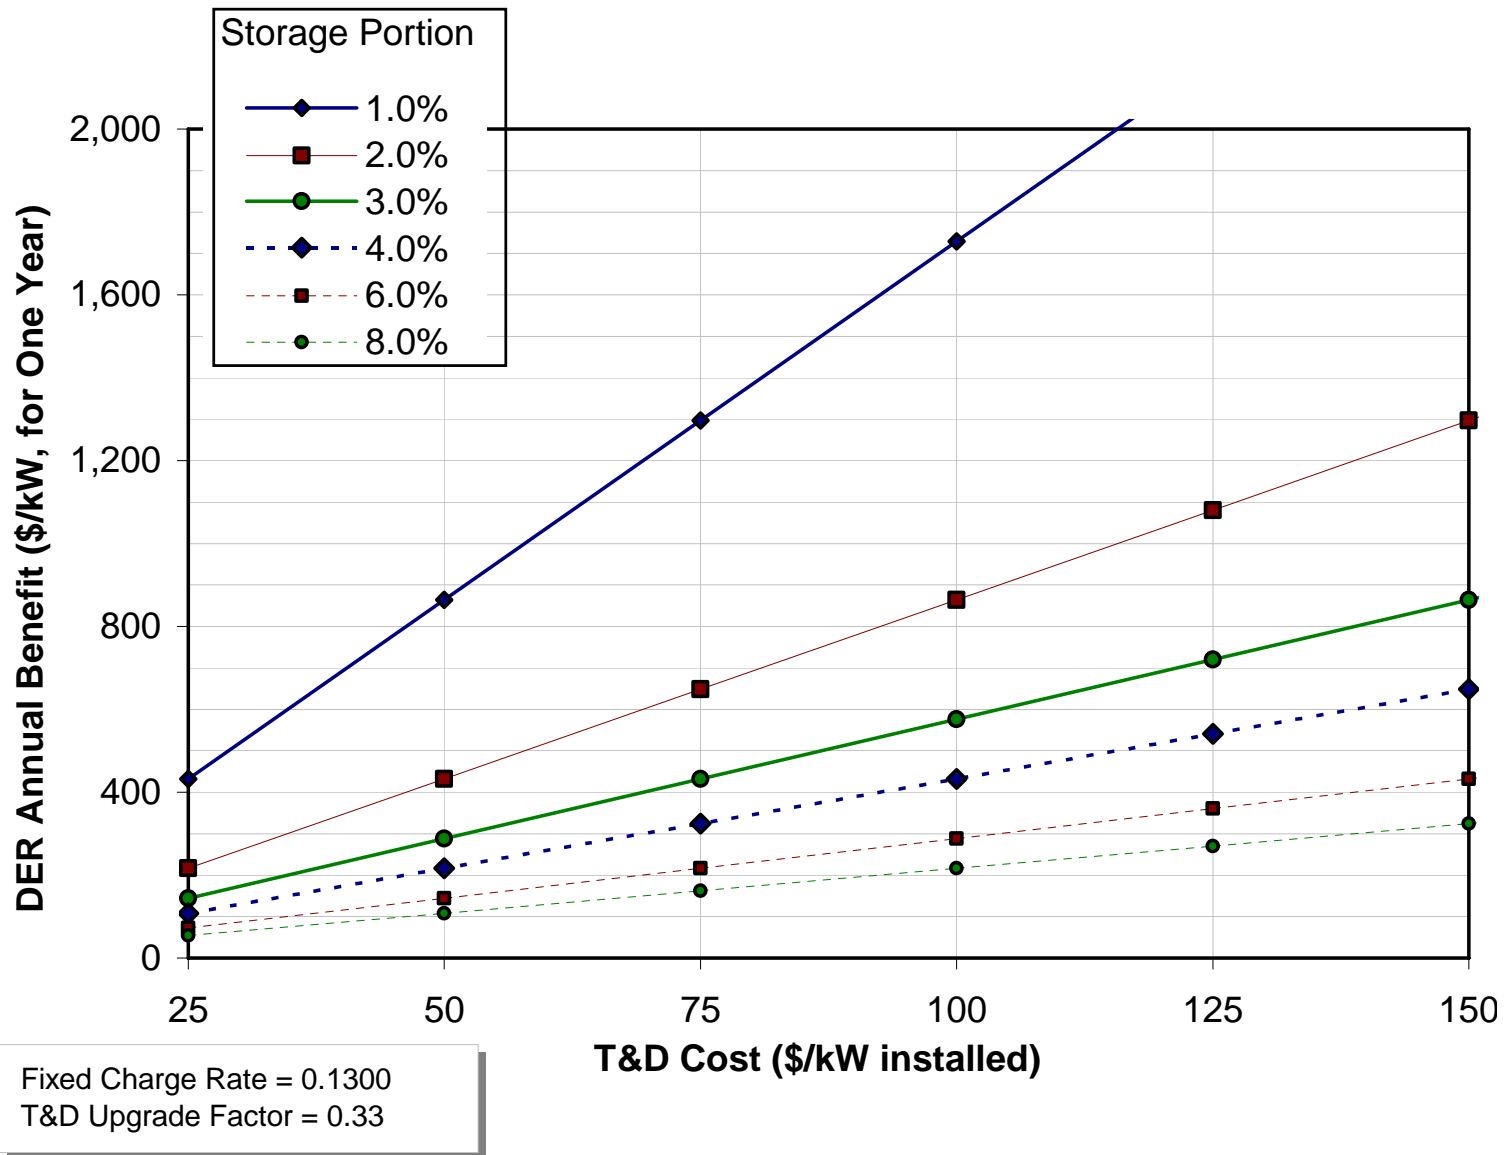 Storage Portion
1.0%
2.0%
3.0%
4.0%
6.0%
8.0%
DER Annual Benefit ($/kW, for One Year)
2,000
1,600
1,200
800
400
0
25 50 75 100 125 150
T&D Cost ($/kW installed)
Fixed Charge Rate = 0.1300
T&D Upgrade Factor = 0.33